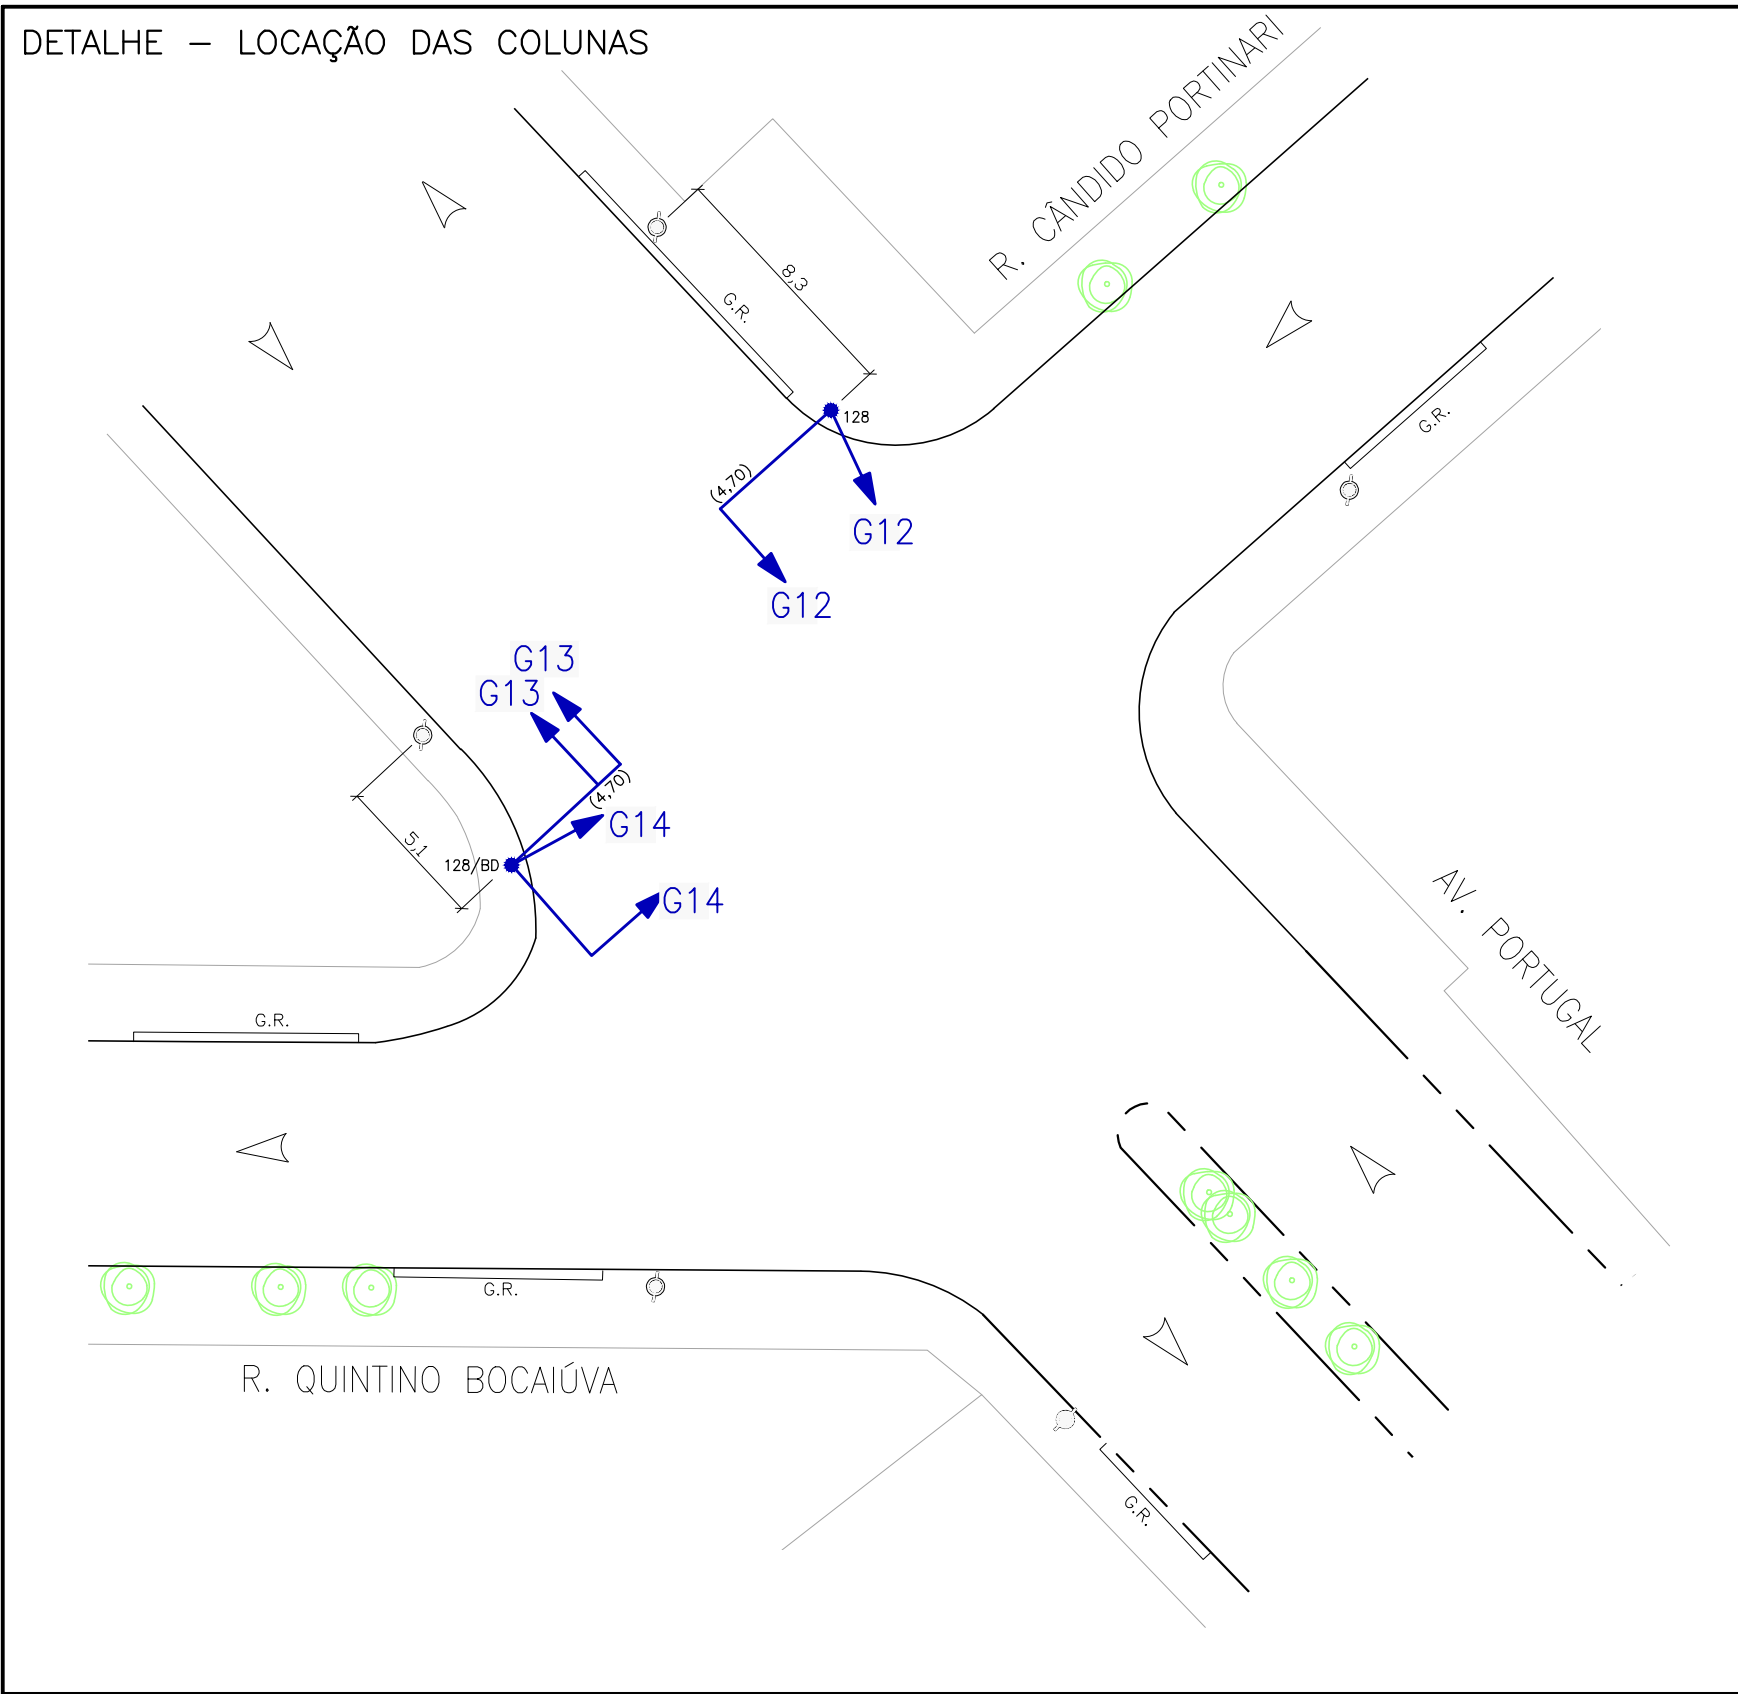 DETALHE – LOCAÇÃO DAS COLUNAS
R. CÂNDIDO PORTINARI
8,3
G.R.
128
G.R.
(4,70)
G12
G12
G13
G13
(4,70)
G14
5,1
128/BD
G14
AV. PORTUGAL
G.R.
G.R.
R. QUINTINO BOCAIÚVA
G.R.